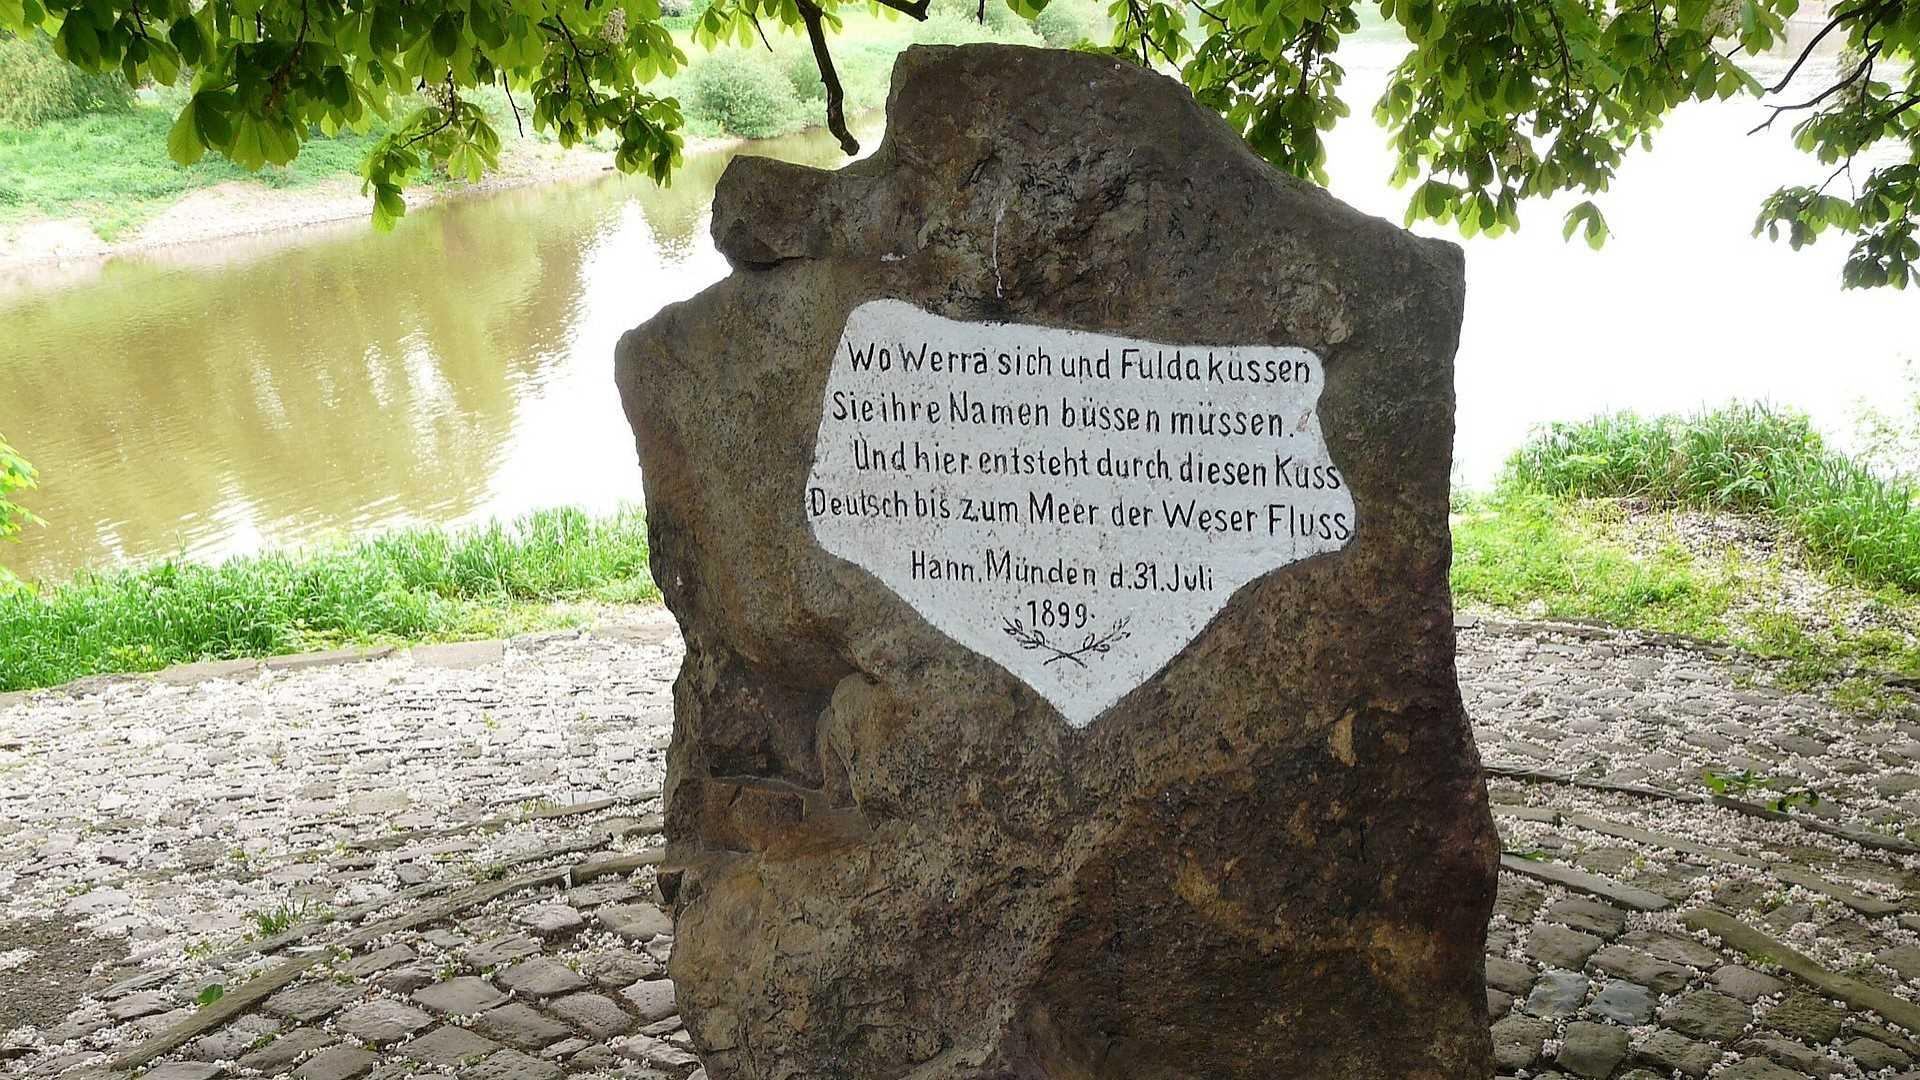 Wo Werra sich und Fulda küssen
Sie ihre Namen büssen müssen.
Und hier entsteht durch diesen Kuss
Deutsch bis zum Meer der Weser Fluss
Hann. Münden d. 31. Juli
1899.